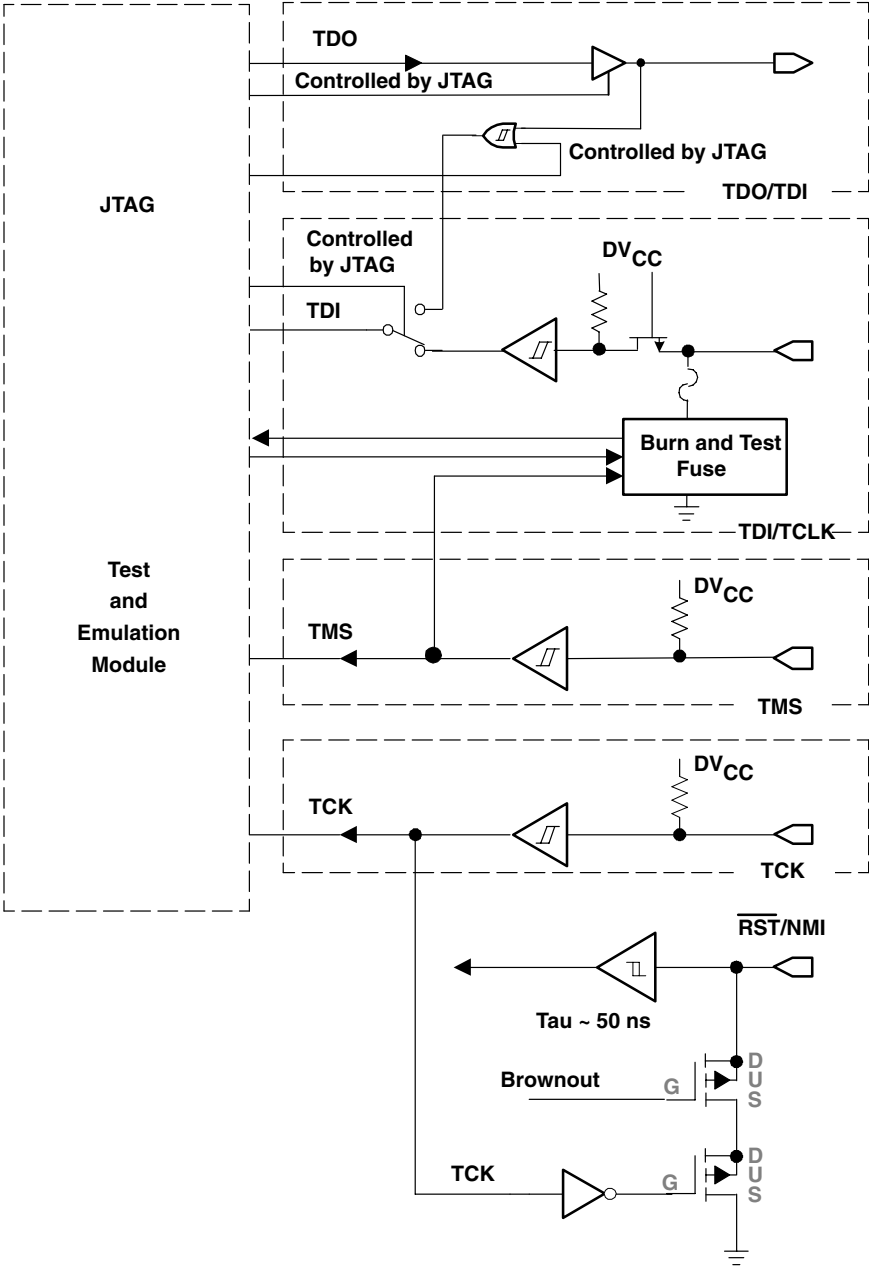 TDO
Controlled by JTAG
Controlled by JTAG
TDO/TDI
JTAG
Controlled
by JTAG
TDI
DVCC
Burn and Test
Fuse
TDI/TCLK
Test
and
Emulation
Module
TMS
DVCC
TMS
TCK
DVCC
TCK
RST/NMI
Tau ~ 50 ns
Brownout
G
D
U
S
TCK
G
D
U
S